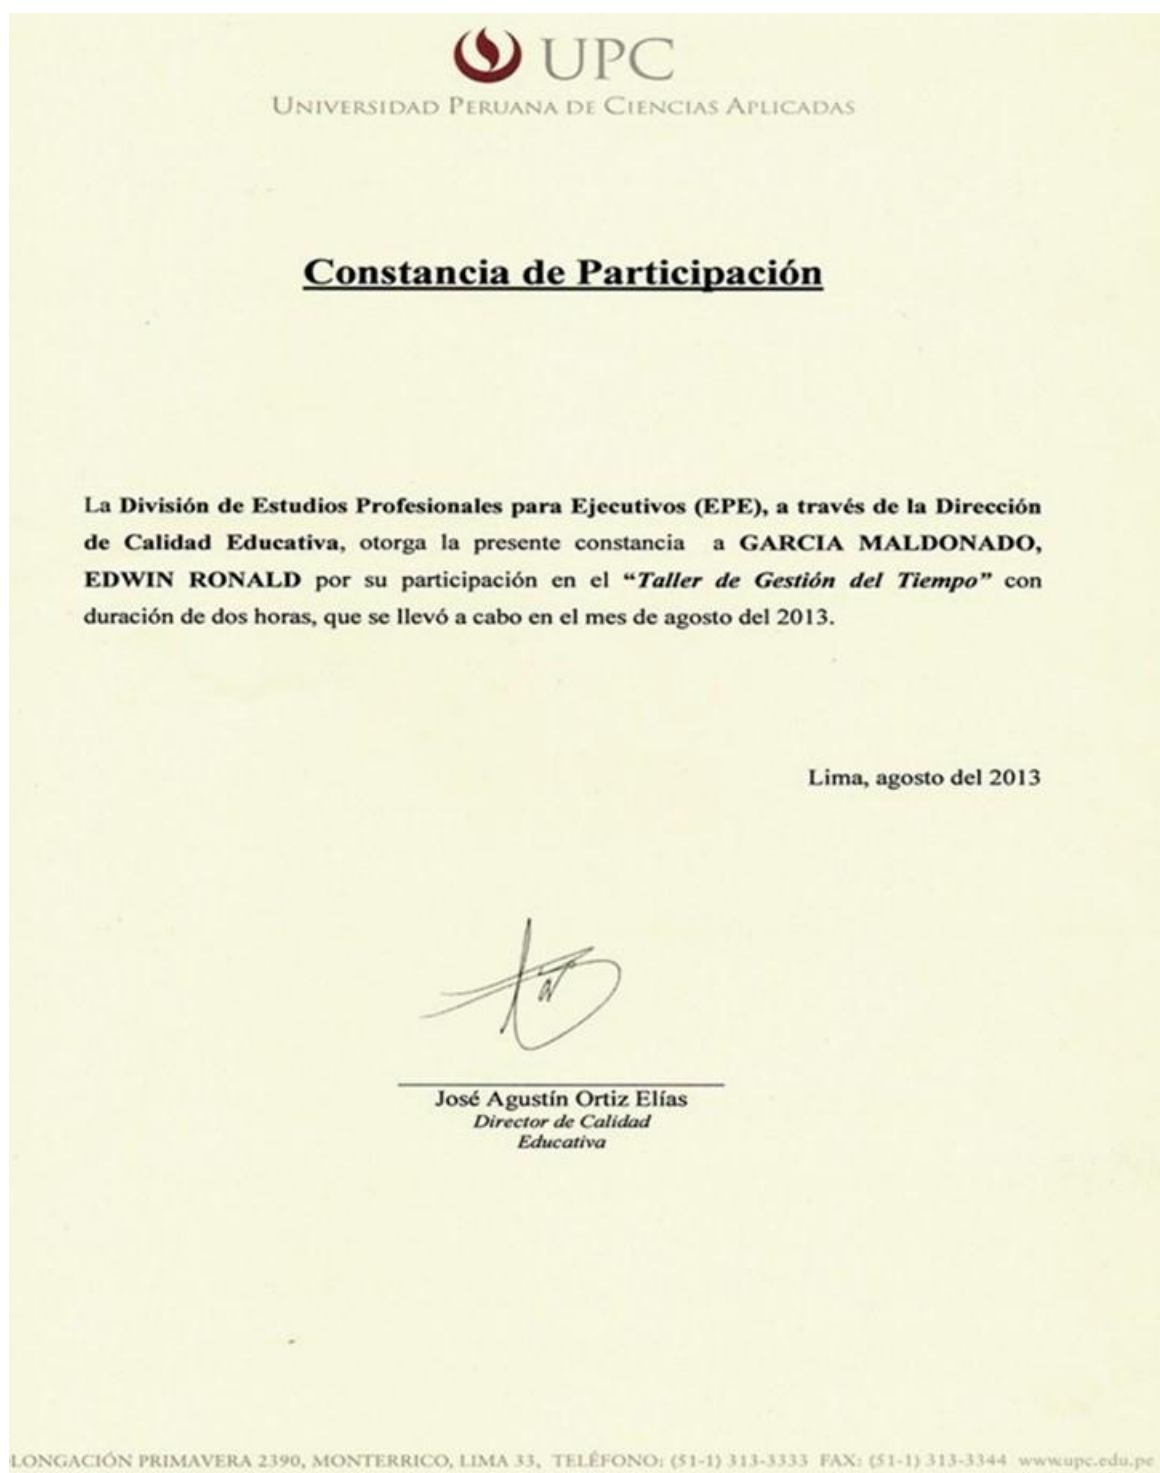 UPC
UNIVERSIDAD PERUANA DE CIENCIAS APLICADAS
Constancia de Participación
La División de Estudios Profesionales para Ejecutivos (EPE), a través de la Dirección
de Calidad Educativa, otorga la presente constancia a GARCIA MALDONADO,
EDWIN RONALD por su participación en el “Taller de Gestión del Tiempo” con
duración de dos horas, que se llevó a cabo en el mes de agosto del 2013.
Lima, agosto del 2013
José Agustín Ortiz Elías
Director de Calidad
Educativa
LONGACIÓN PRIMAVERA 2390, MONTERRICO, LIMA 33, TELÉFONO: (51-1) 313-3333 FAX: (51-1) 313-3344 www.upc.edu.pe